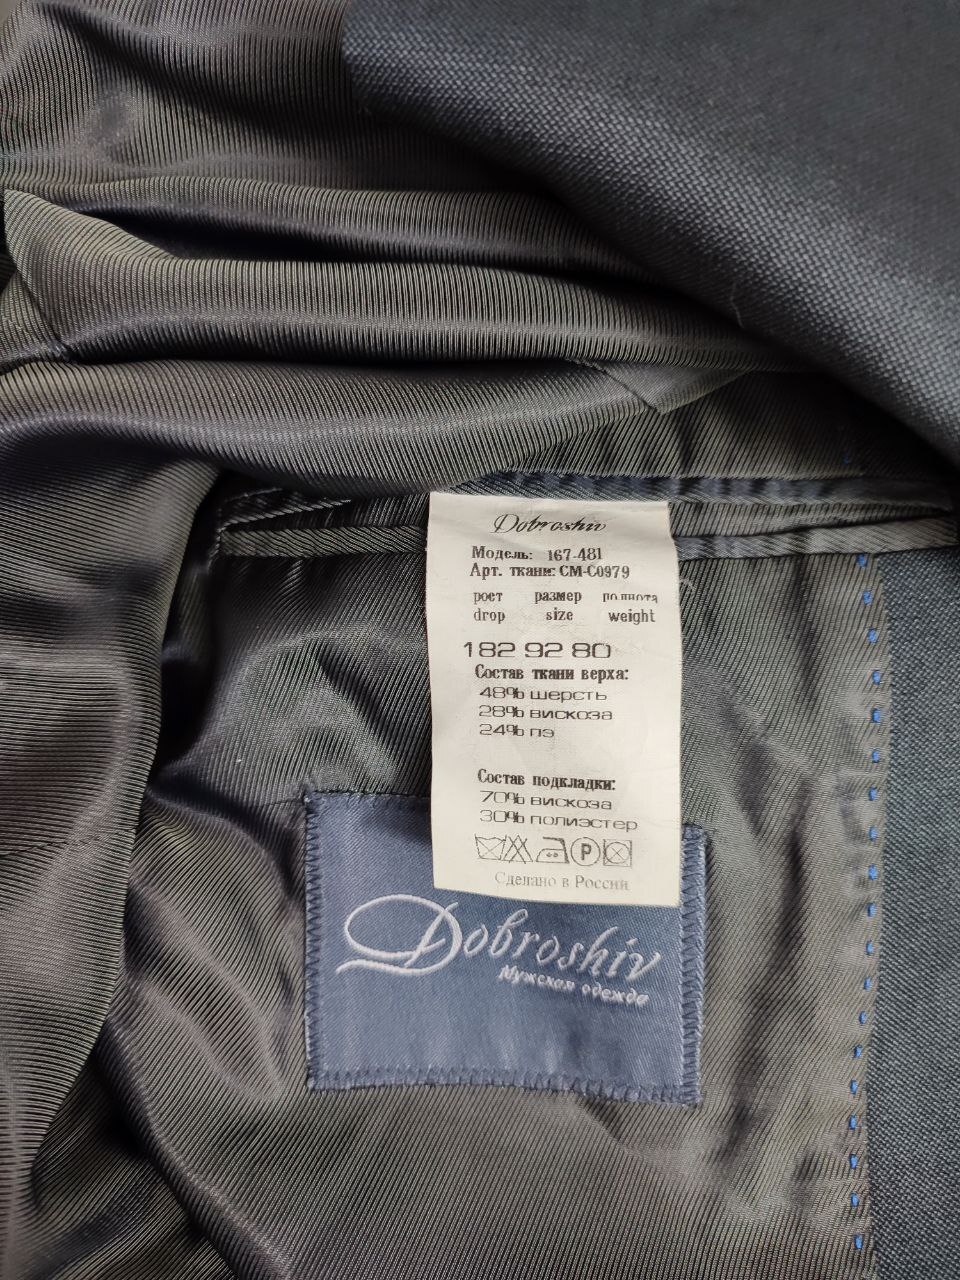 Dobroshiv
Модель: 167-481
Арт. ткани: СМ-С0979
рост размер полнота
drop size weight
182 92 80
Состав ткани верха:
48% шерсть
28% вискоза
24% пэ
Состав подкладки:
70% вискоза
30% полиэстер
P
Сделано в России
Dobroshiv
Мужская одежда